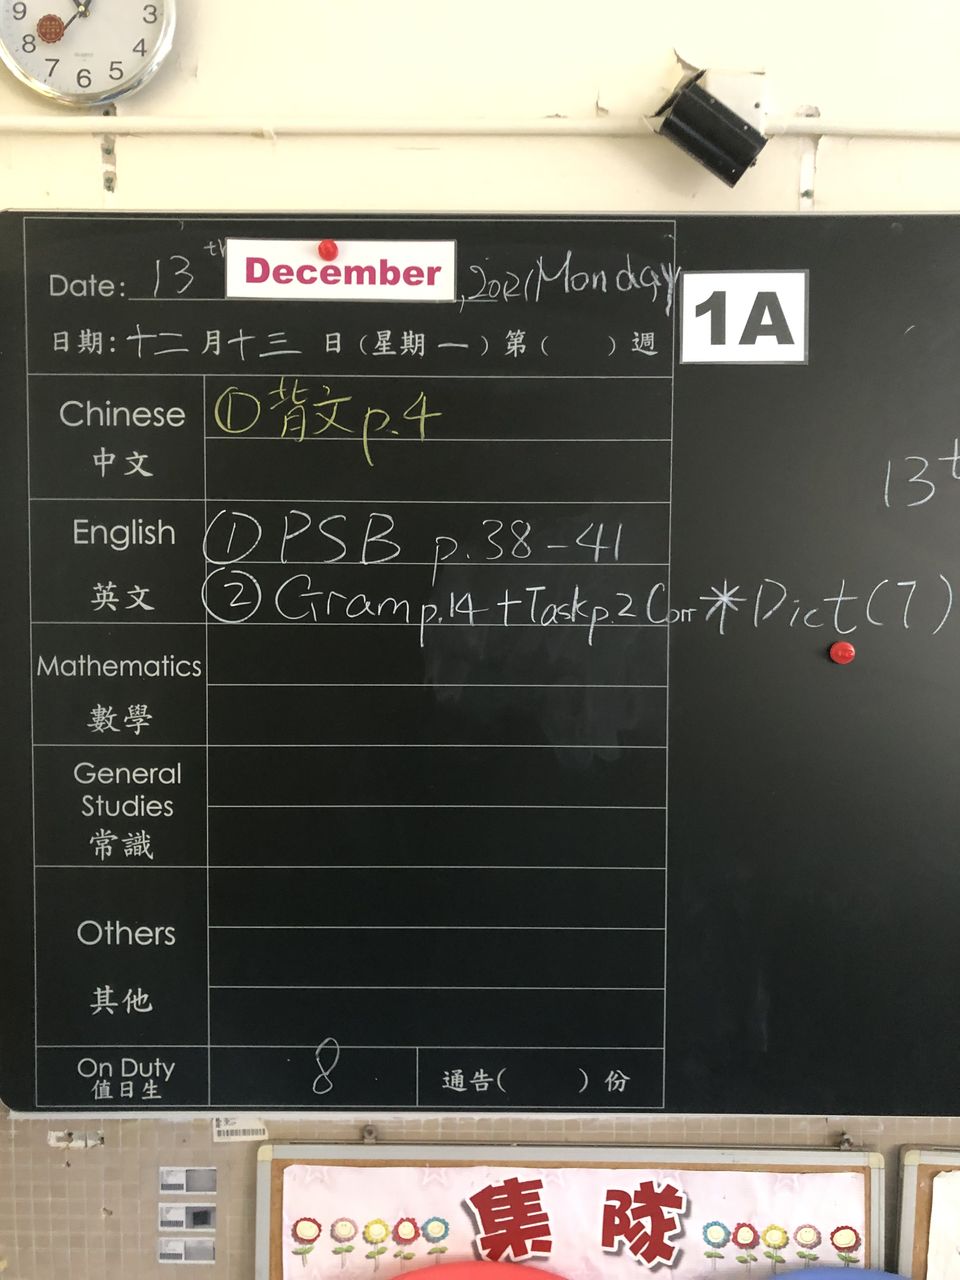 9 3
8 4
7 6 5
Date: 13th December, 2021 Monday
1A
日期: 十二月十三 日 (星期 一 ) 第 ( ) 週
Chinese ① 背文 p.4
中文
13t
English ① PSB p.38-41
英文 ② Gram p.14 + Task p.2 Corr * Dict (7)
Mathematics
數學
General
Studies
常識
Others
其他
On Duty 8 通告( ) 份
值日生
集隊